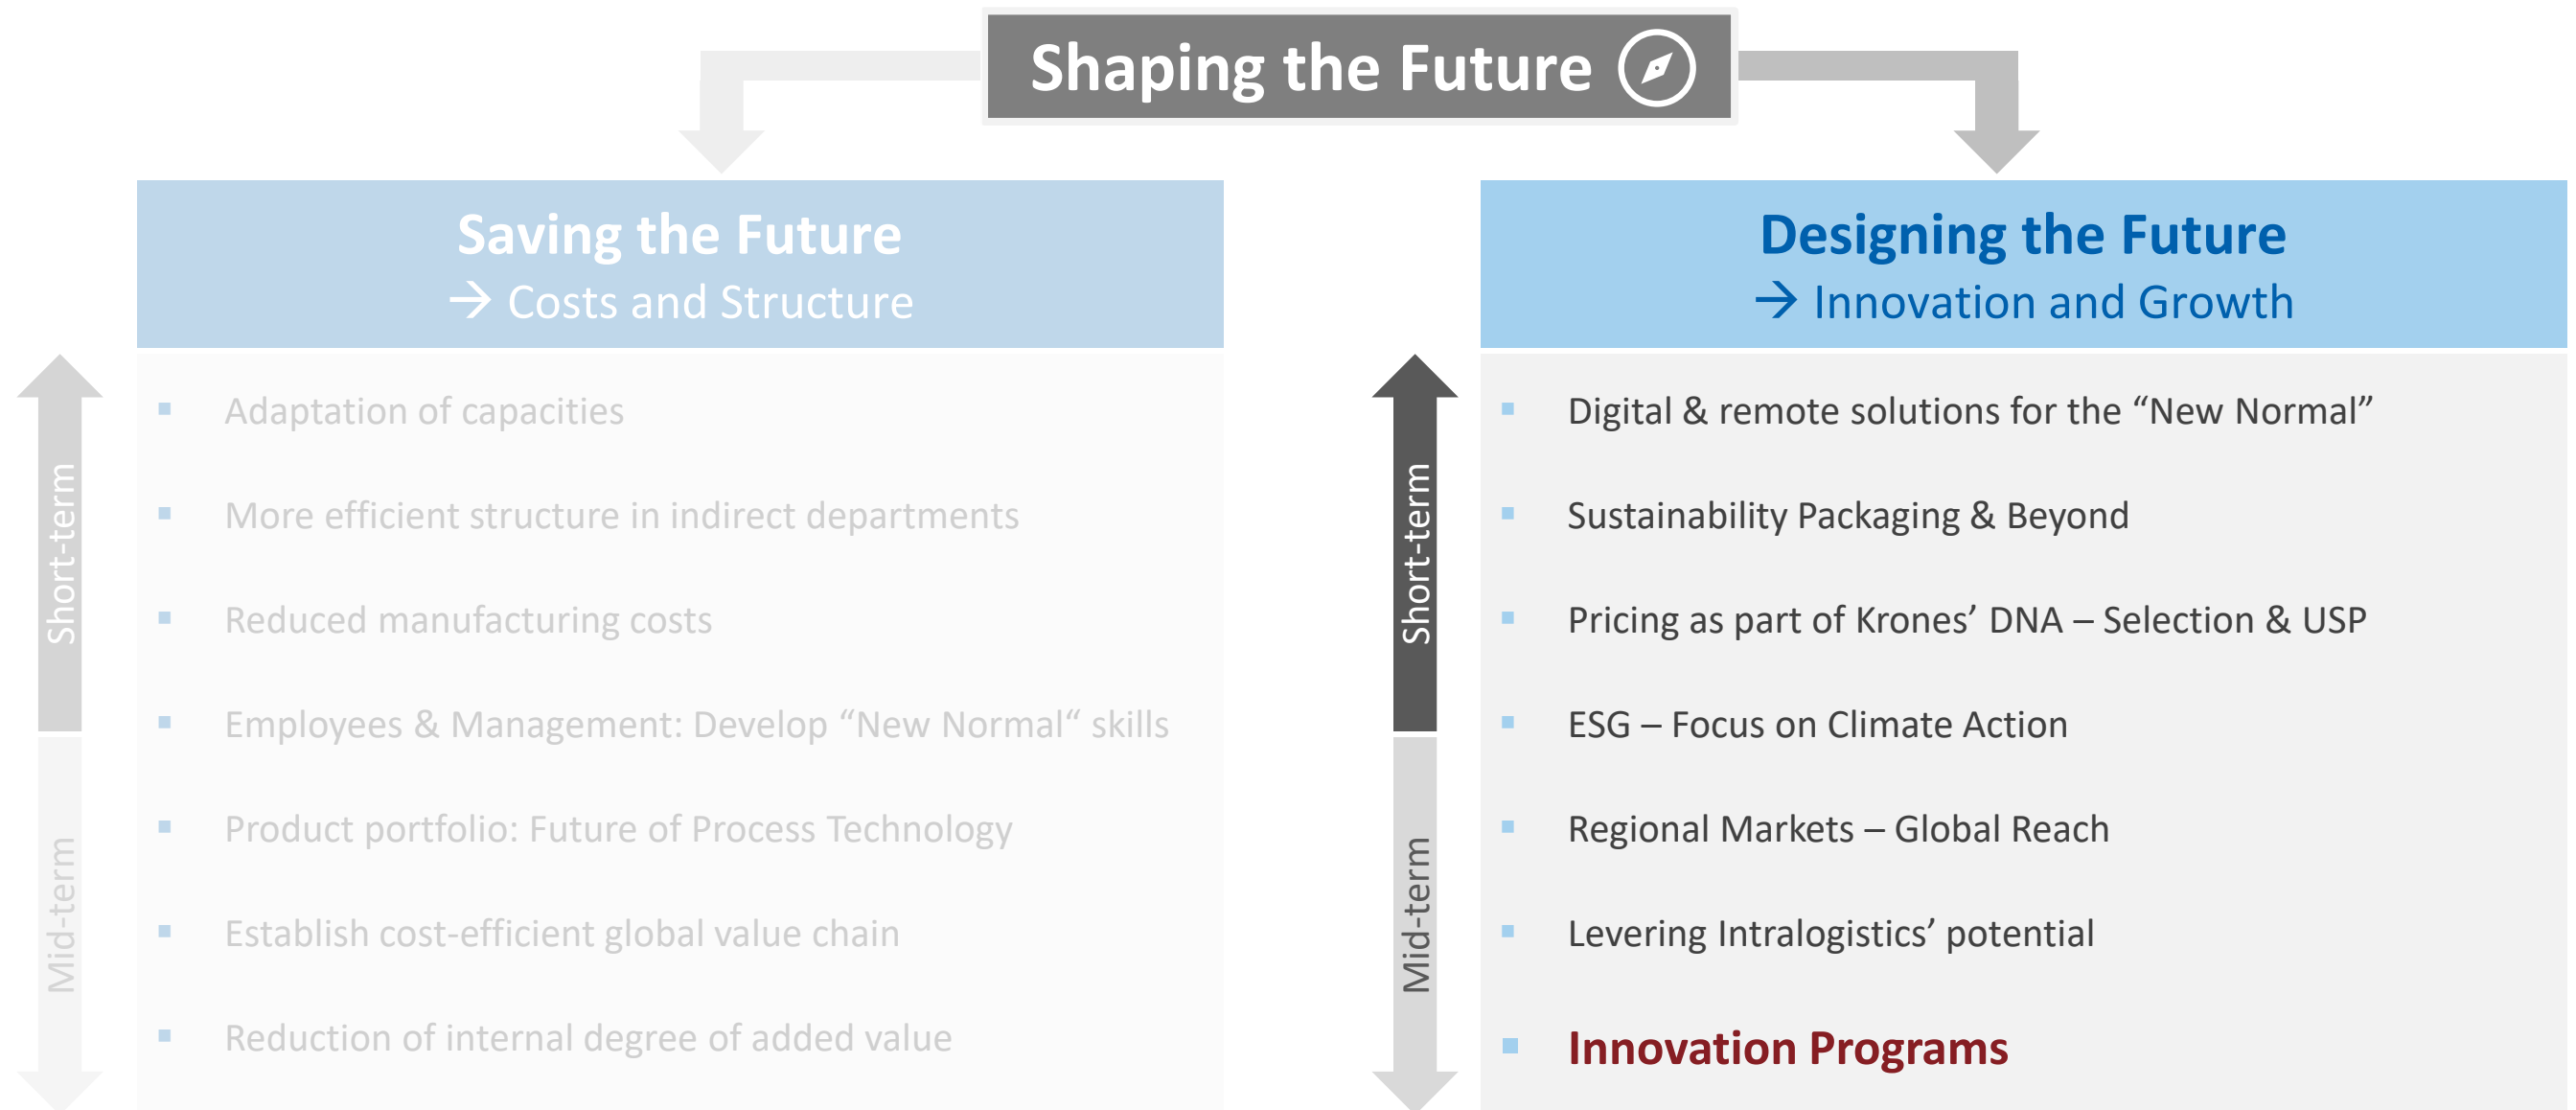 Shaping the Future
Saving the Future
→ Costs and Structure
Short-term
Mid-term
▪ Adaptation of capacities
▪ More efficient structure in indirect departments
▪ Reduced manufacturing costs
▪ Employees & Management: Develop “New Normal“ skills
▪ Product portfolio: Future of Process Technology
▪ Establish cost-efficient global value chain
▪ Reduction of internal degree of added value
Designing the Future
→ Innovation and Growth
Short-term
Mid-term
▪ Digital & remote solutions for the “New Normal”
▪ Sustainability Packaging & Beyond
▪ Pricing as part of Krones’ DNA – Selection & USP
▪ ESG – Focus on Climate Action
▪ Regional Markets – Global Reach
▪ Levering Intralogistics’ potential
▪ Innovation Programs